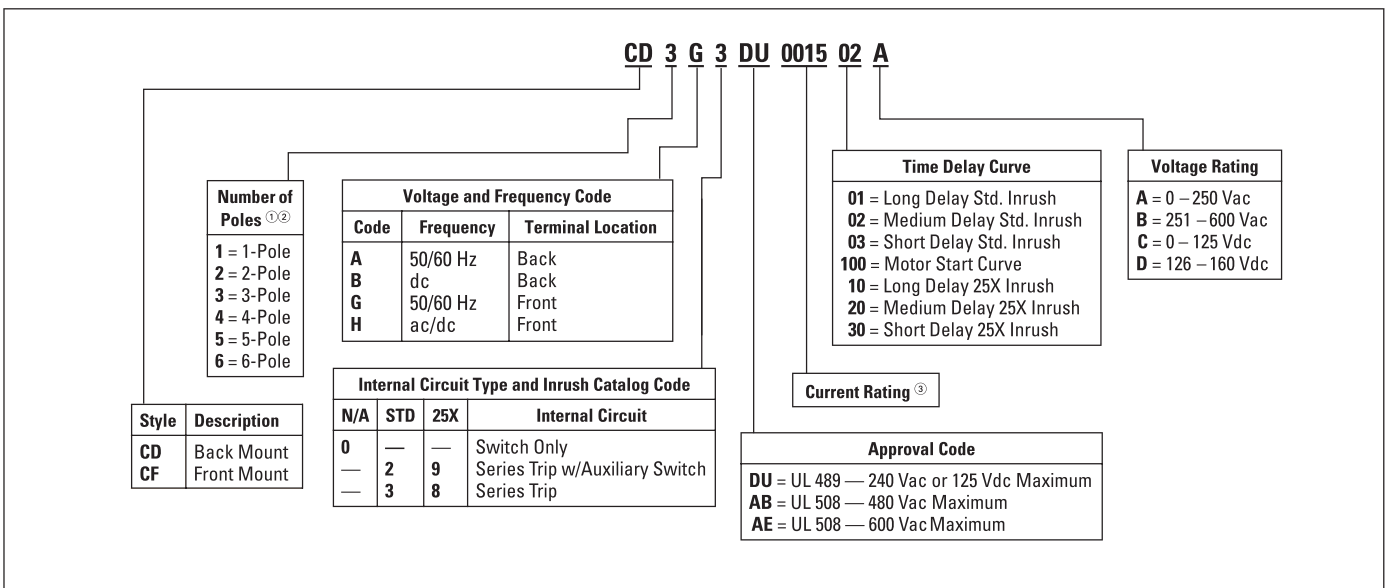 CD 3 G 3 DU 0015 02 A
Number of
Poles ①②
1 = 1-Pole
2 = 2-Pole
3 = 3-Pole
4 = 4-Pole
5 = 5-Pole
6 = 6-Pole
Voltage and Frequency Code
Code Frequency Terminal Location
A 50/60 Hz Back
B dc Back
G 50/60 Hz Front
H ac/dc Front
Time Delay Curve
01 = Long Delay Std. Inrush
02 = Medium Delay Std. Inrush
03 = Short Delay Std. Inrush
100 = Motor Start Curve
10 = Long Delay 25X Inrush
20 = Medium Delay 25X Inrush
30 = Short Delay 25X Inrush
Voltage Rating
A = 0 – 250 Vac
B = 251 – 600 Vac
C = 0 – 125 Vdc
D = 126 – 160 Vdc
Style Description
CD Back Mount
CF Front Mount
Internal Circuit Type and Inrush Catalog Code
N/A STD 25X Internal Circuit
0 — — Switch Only
— 2 9 Series Trip w/Auxiliary Switch
— 3 8 Series Trip
Current Rating ③
Approval Code
DU = UL 489 — 240 Vac or 125 Vdc Maximum
AB = UL 508 — 480 Vac Maximum
AE = UL 508 — 600 Vac Maximum